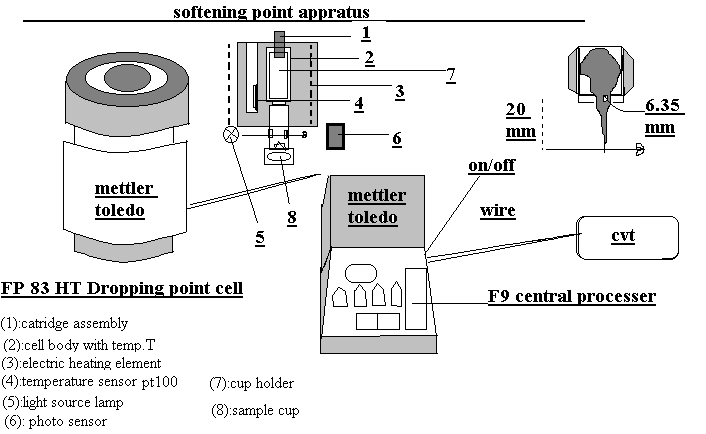 softening point appratus
1
2
7
3
4
6
5
8
20
mm
6.35
mm
mettler
toledo
on/off
mettler
toledo
wire
cvt
FP 83 HT Dropping point cell
F9 central processer
(1):catridge assembly
(2):cell body with temp.T
(3):electric heating element
(4):temperature sensor pt100
(5):light source lamp
(6): photo sensor
(7):cup holder
(8):sample cup